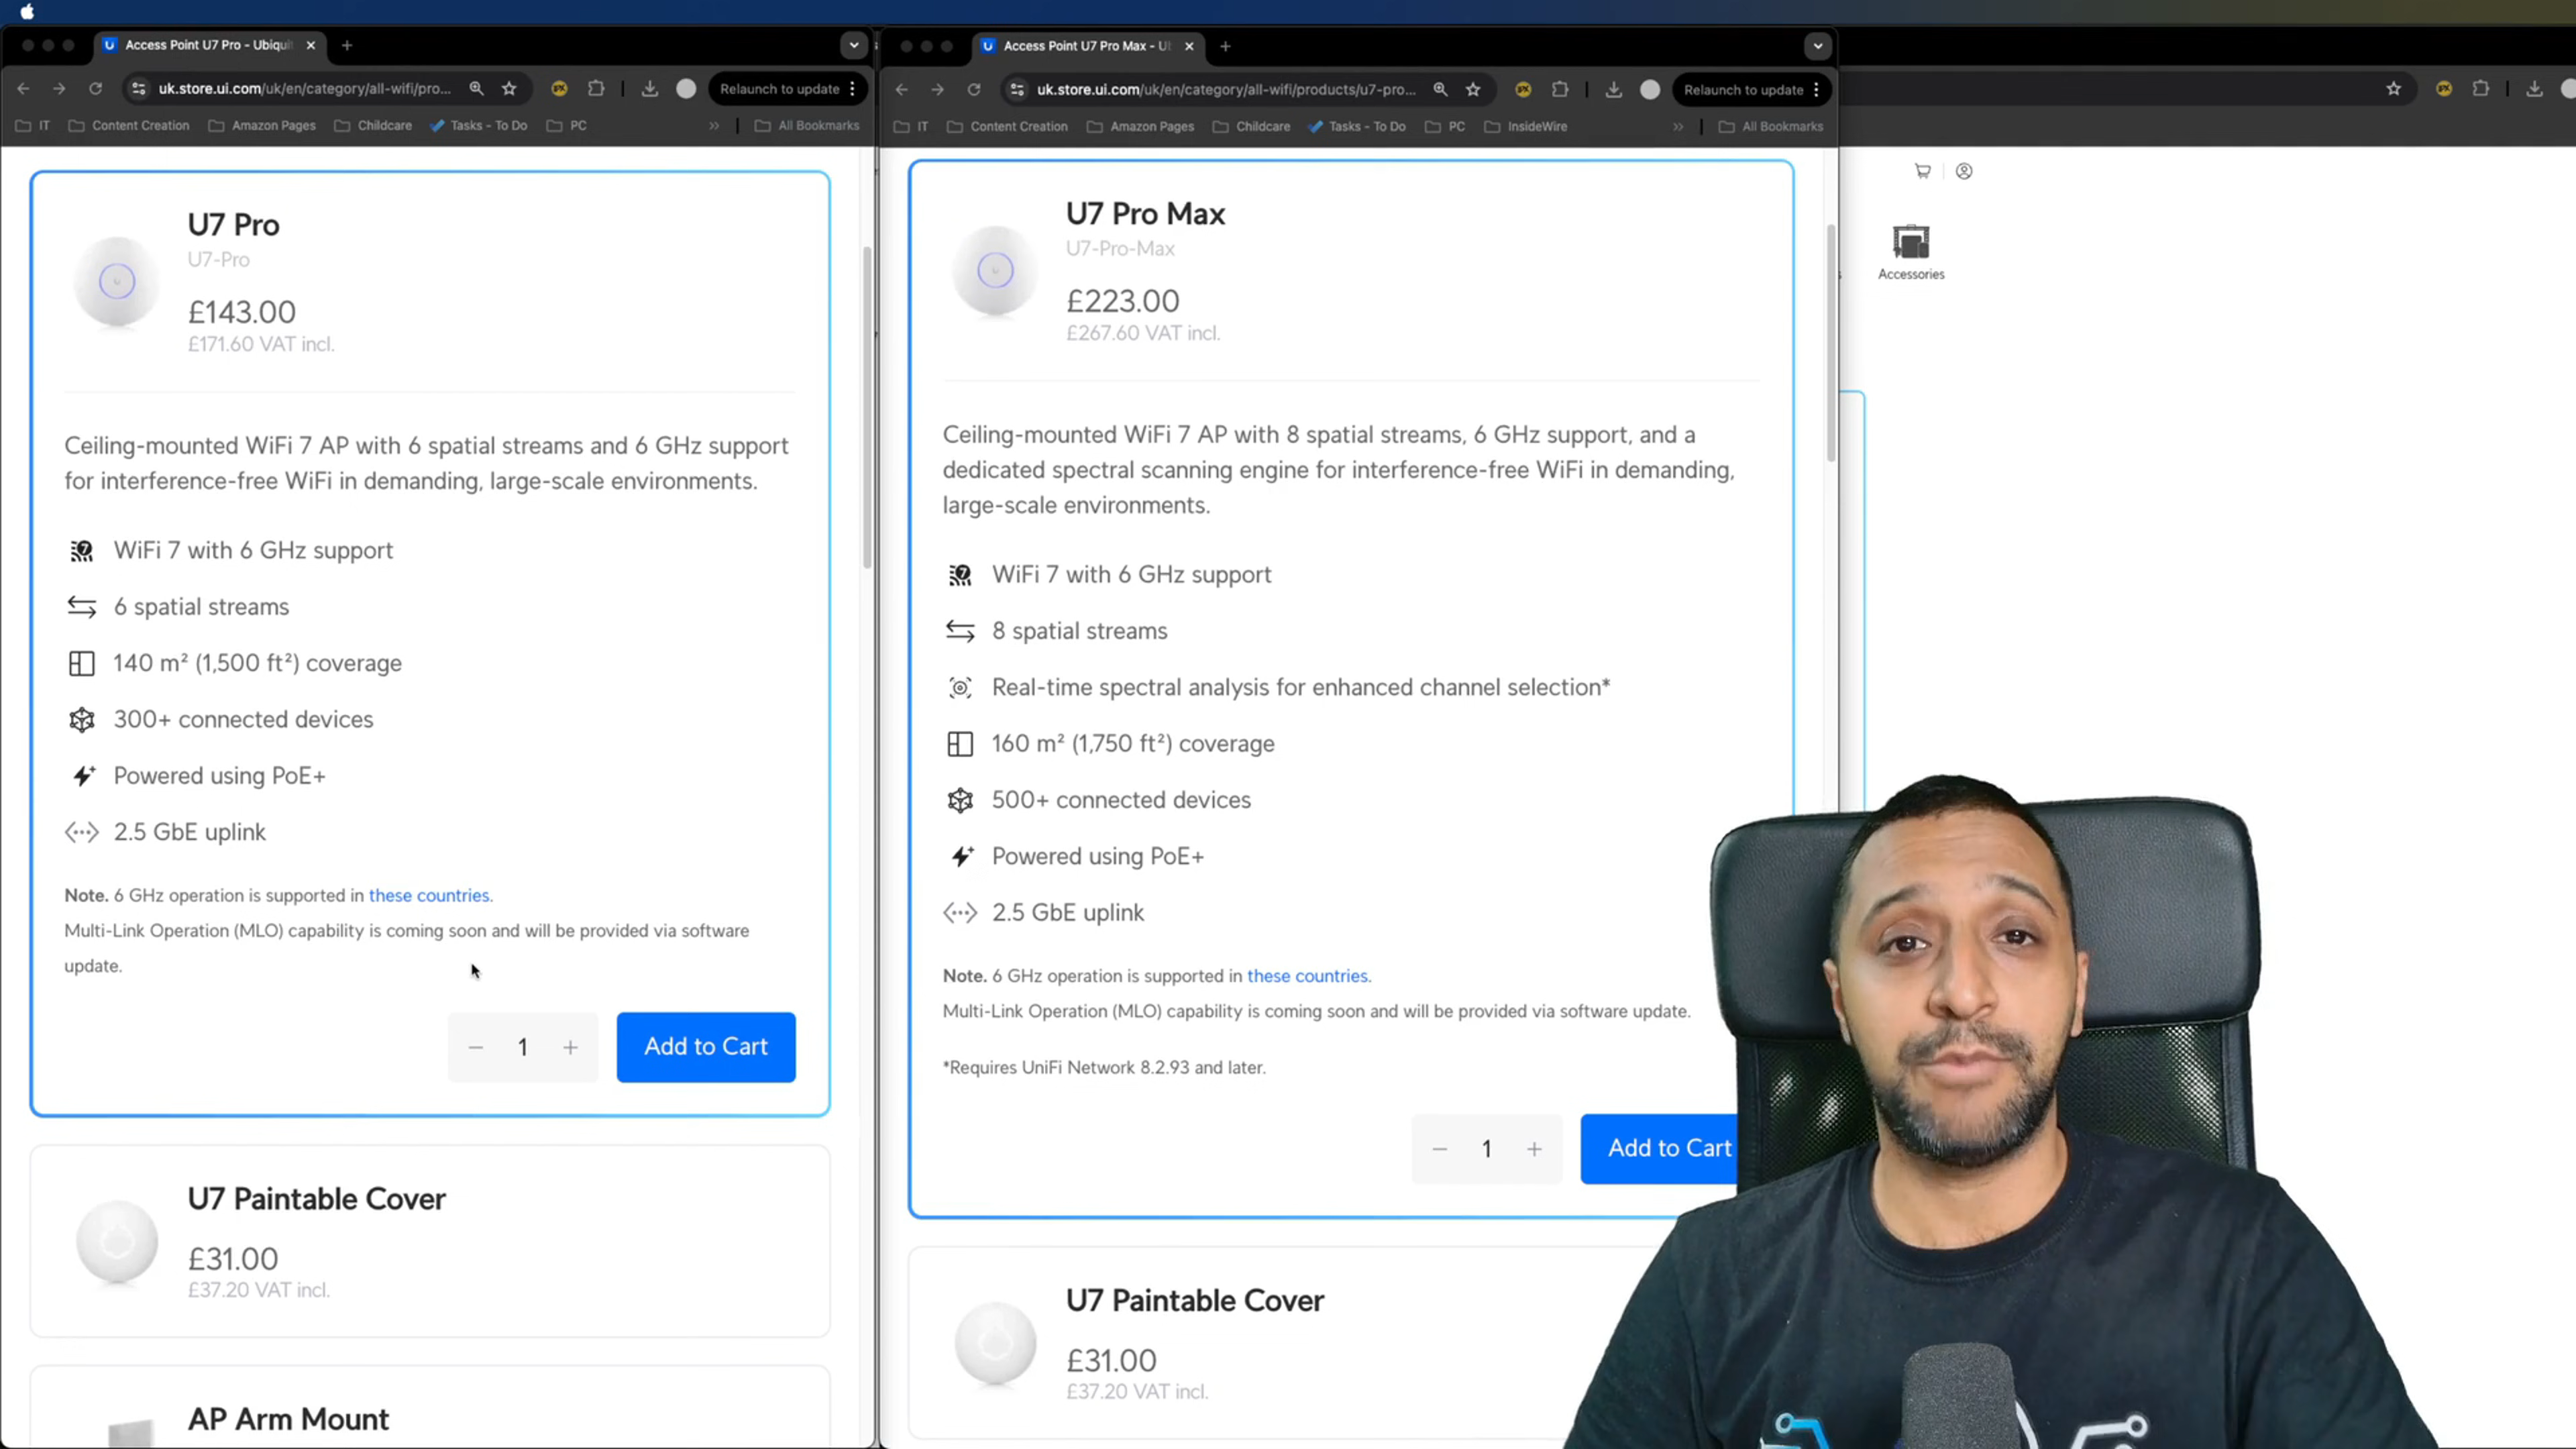 Access Point U7 Pro - Ubiqui
uk.store.ui.com/uk/en/category/all-wifi/pro...
Relaunch to update
IT
Content Creation
Amazon Pages
Childcare
Tasks - To Do
PC
All Bookmarks
U7 Pro
U7-Pro
£143.00
£171.60 VAT incl.
Ceiling-mounted WiFi 7 AP with 6 spatial streams and 6 GHz support
for interference-free WiFi in demanding, large-scale environments.
WiFi 7 with 6 GHz support
6 spatial streams
140 m² (1,500 ft²) coverage
300+ connected devices
Powered using PoE+
2.5 GbE uplink
Note. 6 GHz operation is supported in these countries.
Multi-Link Operation (MLO) capability is coming soon and will be provided via software
update.
1
Add to Cart
U7 Paintable Cover
£31.00
£37.20 VAT incl.
AP Arm Mount
Access Point U7 Pro Max - U
uk.store.ui.com/uk/en/category/all-wifi/products/u7-pro...
Relaunch to update
IT
Content Creation
Amazon Pages
Childcare
Tasks - To Do
PC
InsideWire
All Bookmarks
U7 Pro Max
U7-Pro-Max
£223.00
£267.60 VAT incl.
Ceiling-mounted WiFi 7 AP with 8 spatial streams, 6 GHz support, and a
dedicated spectral scanning engine for interference-free WiFi in demanding,
large-scale environments.
WiFi 7 with 6 GHz support
8 spatial streams
Real-time spectral analysis for enhanced channel selection*
160 m² (1,750 ft²) coverage
500+ connected devices
Powered using PoE+
2.5 GbE uplink
Note. 6 GHz operation is supported in these countries.
Multi-Link Operation (MLO) capability is coming soon and will be provided via software update.
*Requires UniFi Network 8.2.93 and later.
1
Add to Cart
U7 Paintable Cover
£31.00
£37.20 VAT incl.
Accessories